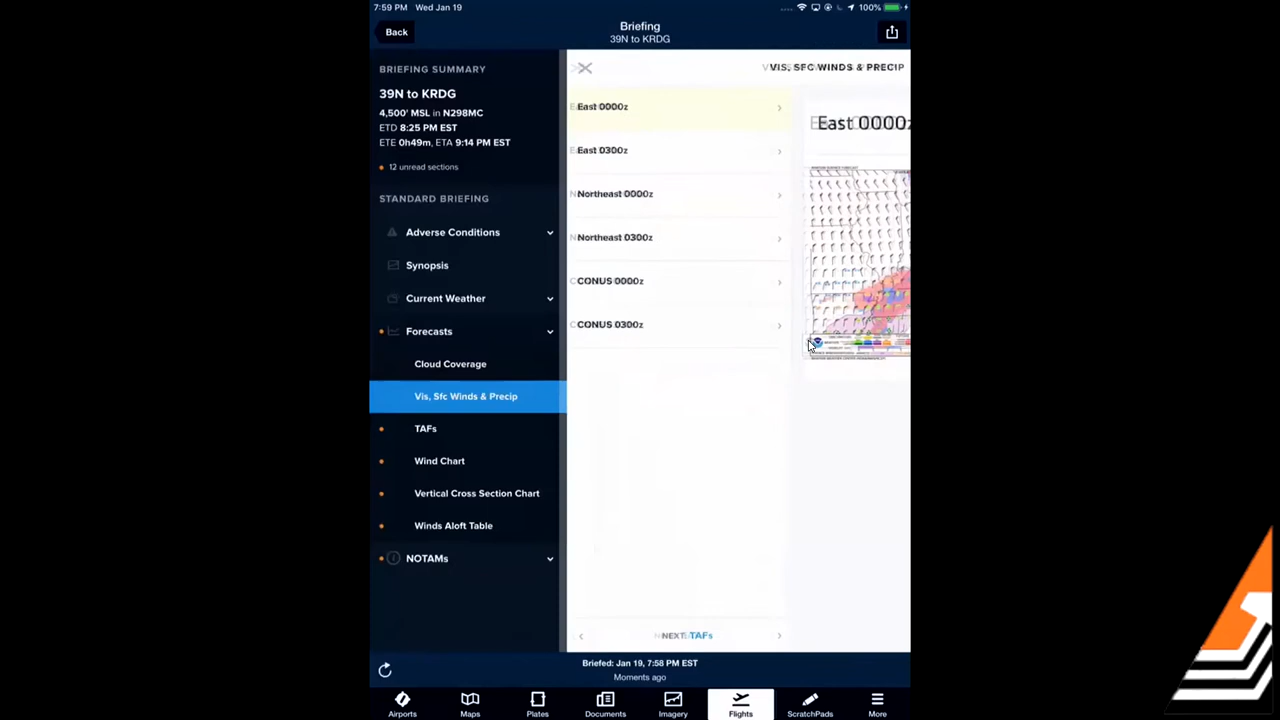 7:59 PM Wed Jan 19
100%
Back
Briefing
39N to KRDG
BRIEFING SUMMARY
39N to KRDG
4,500' MSL in N298MC
ETD 8:25 PM EST
ETE 0h49m, ETA 9:14 PM EST
12 unread sections
STANDARD BRIEFING
Adverse Conditions
Synopsis
Current Weather
Forecasts
Cloud Coverage
Vis, Sfc Winds & Precip
TAFs
Wind Chart
Vertical Cross Section Chart
Winds Aloft Table
NOTAMs
VIS, SFC WINDS & PRECIP
East 0000z
East 0300z
Northeast 0000z
Northeast 0300z
CONUS 0000z
CONUS 0300z
East 0000z
NEXT: TAFs
Briefed: Jan 19, 7:58 PM EST
Moments ago
Airports
Maps
Plates
Documents
Imagery
Flights
ScratchPads
More